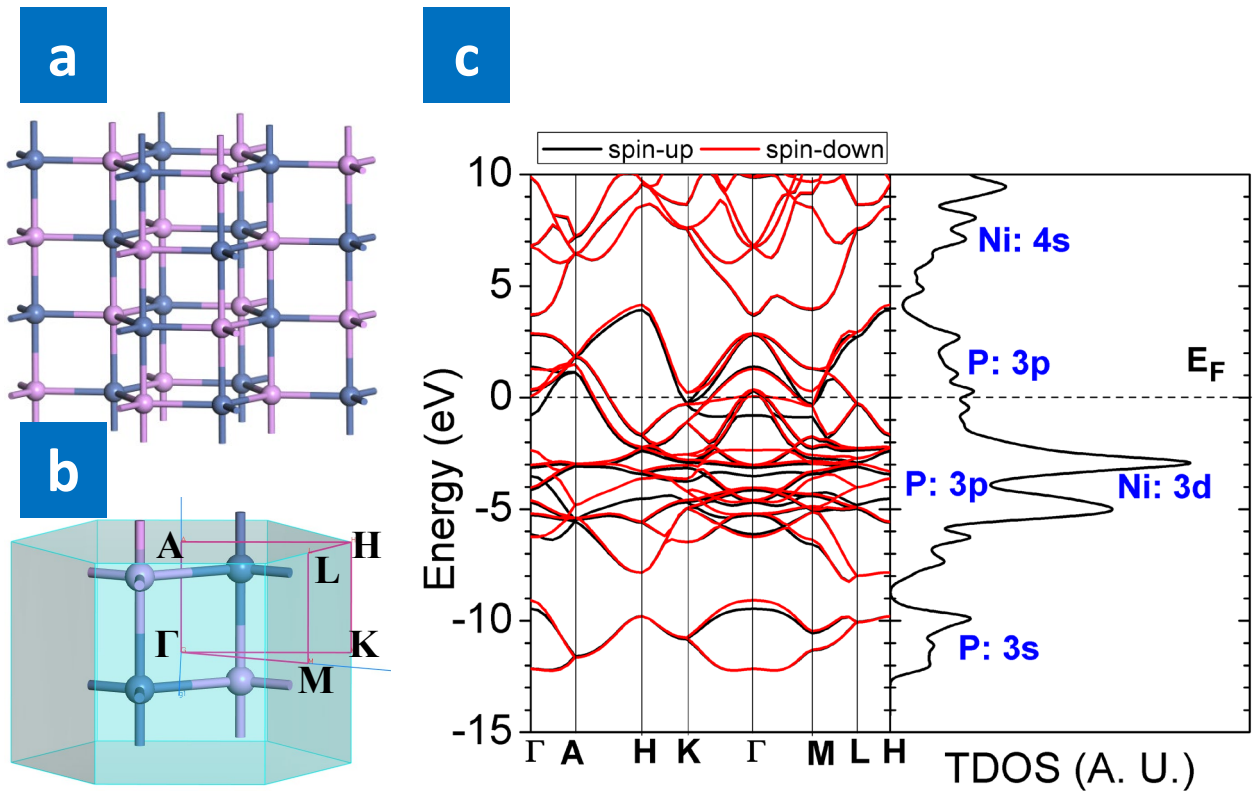 a
c
spin-up spin-down
10
5
0
-5
-10
-15
Energy (eV)
Ni: 4s
P: 3p
E_F
P: 3p
Ni: 3d
P: 3s
Γ A H K Γ M L H
TDOS (A. U.)
b
A
H
L
Γ
K
M